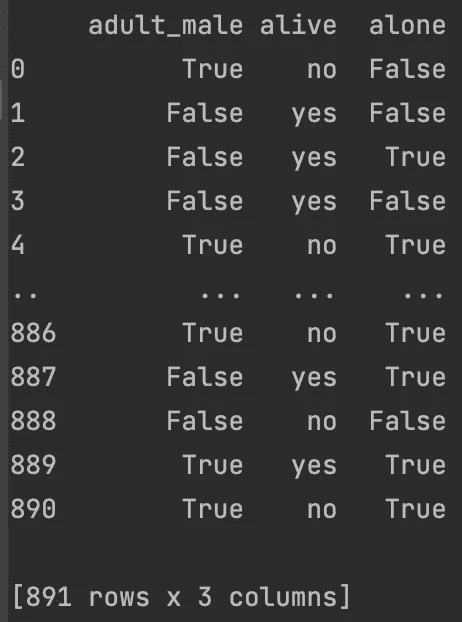 adult_male alive alone
0 True no False
1 False yes False
2 False yes True
3 False yes False
4 True no True
.. ... ... ...
886 True no True
887 False yes True
888 False no False
889 True yes True
890 True no True
[891 rows x 3 columns]